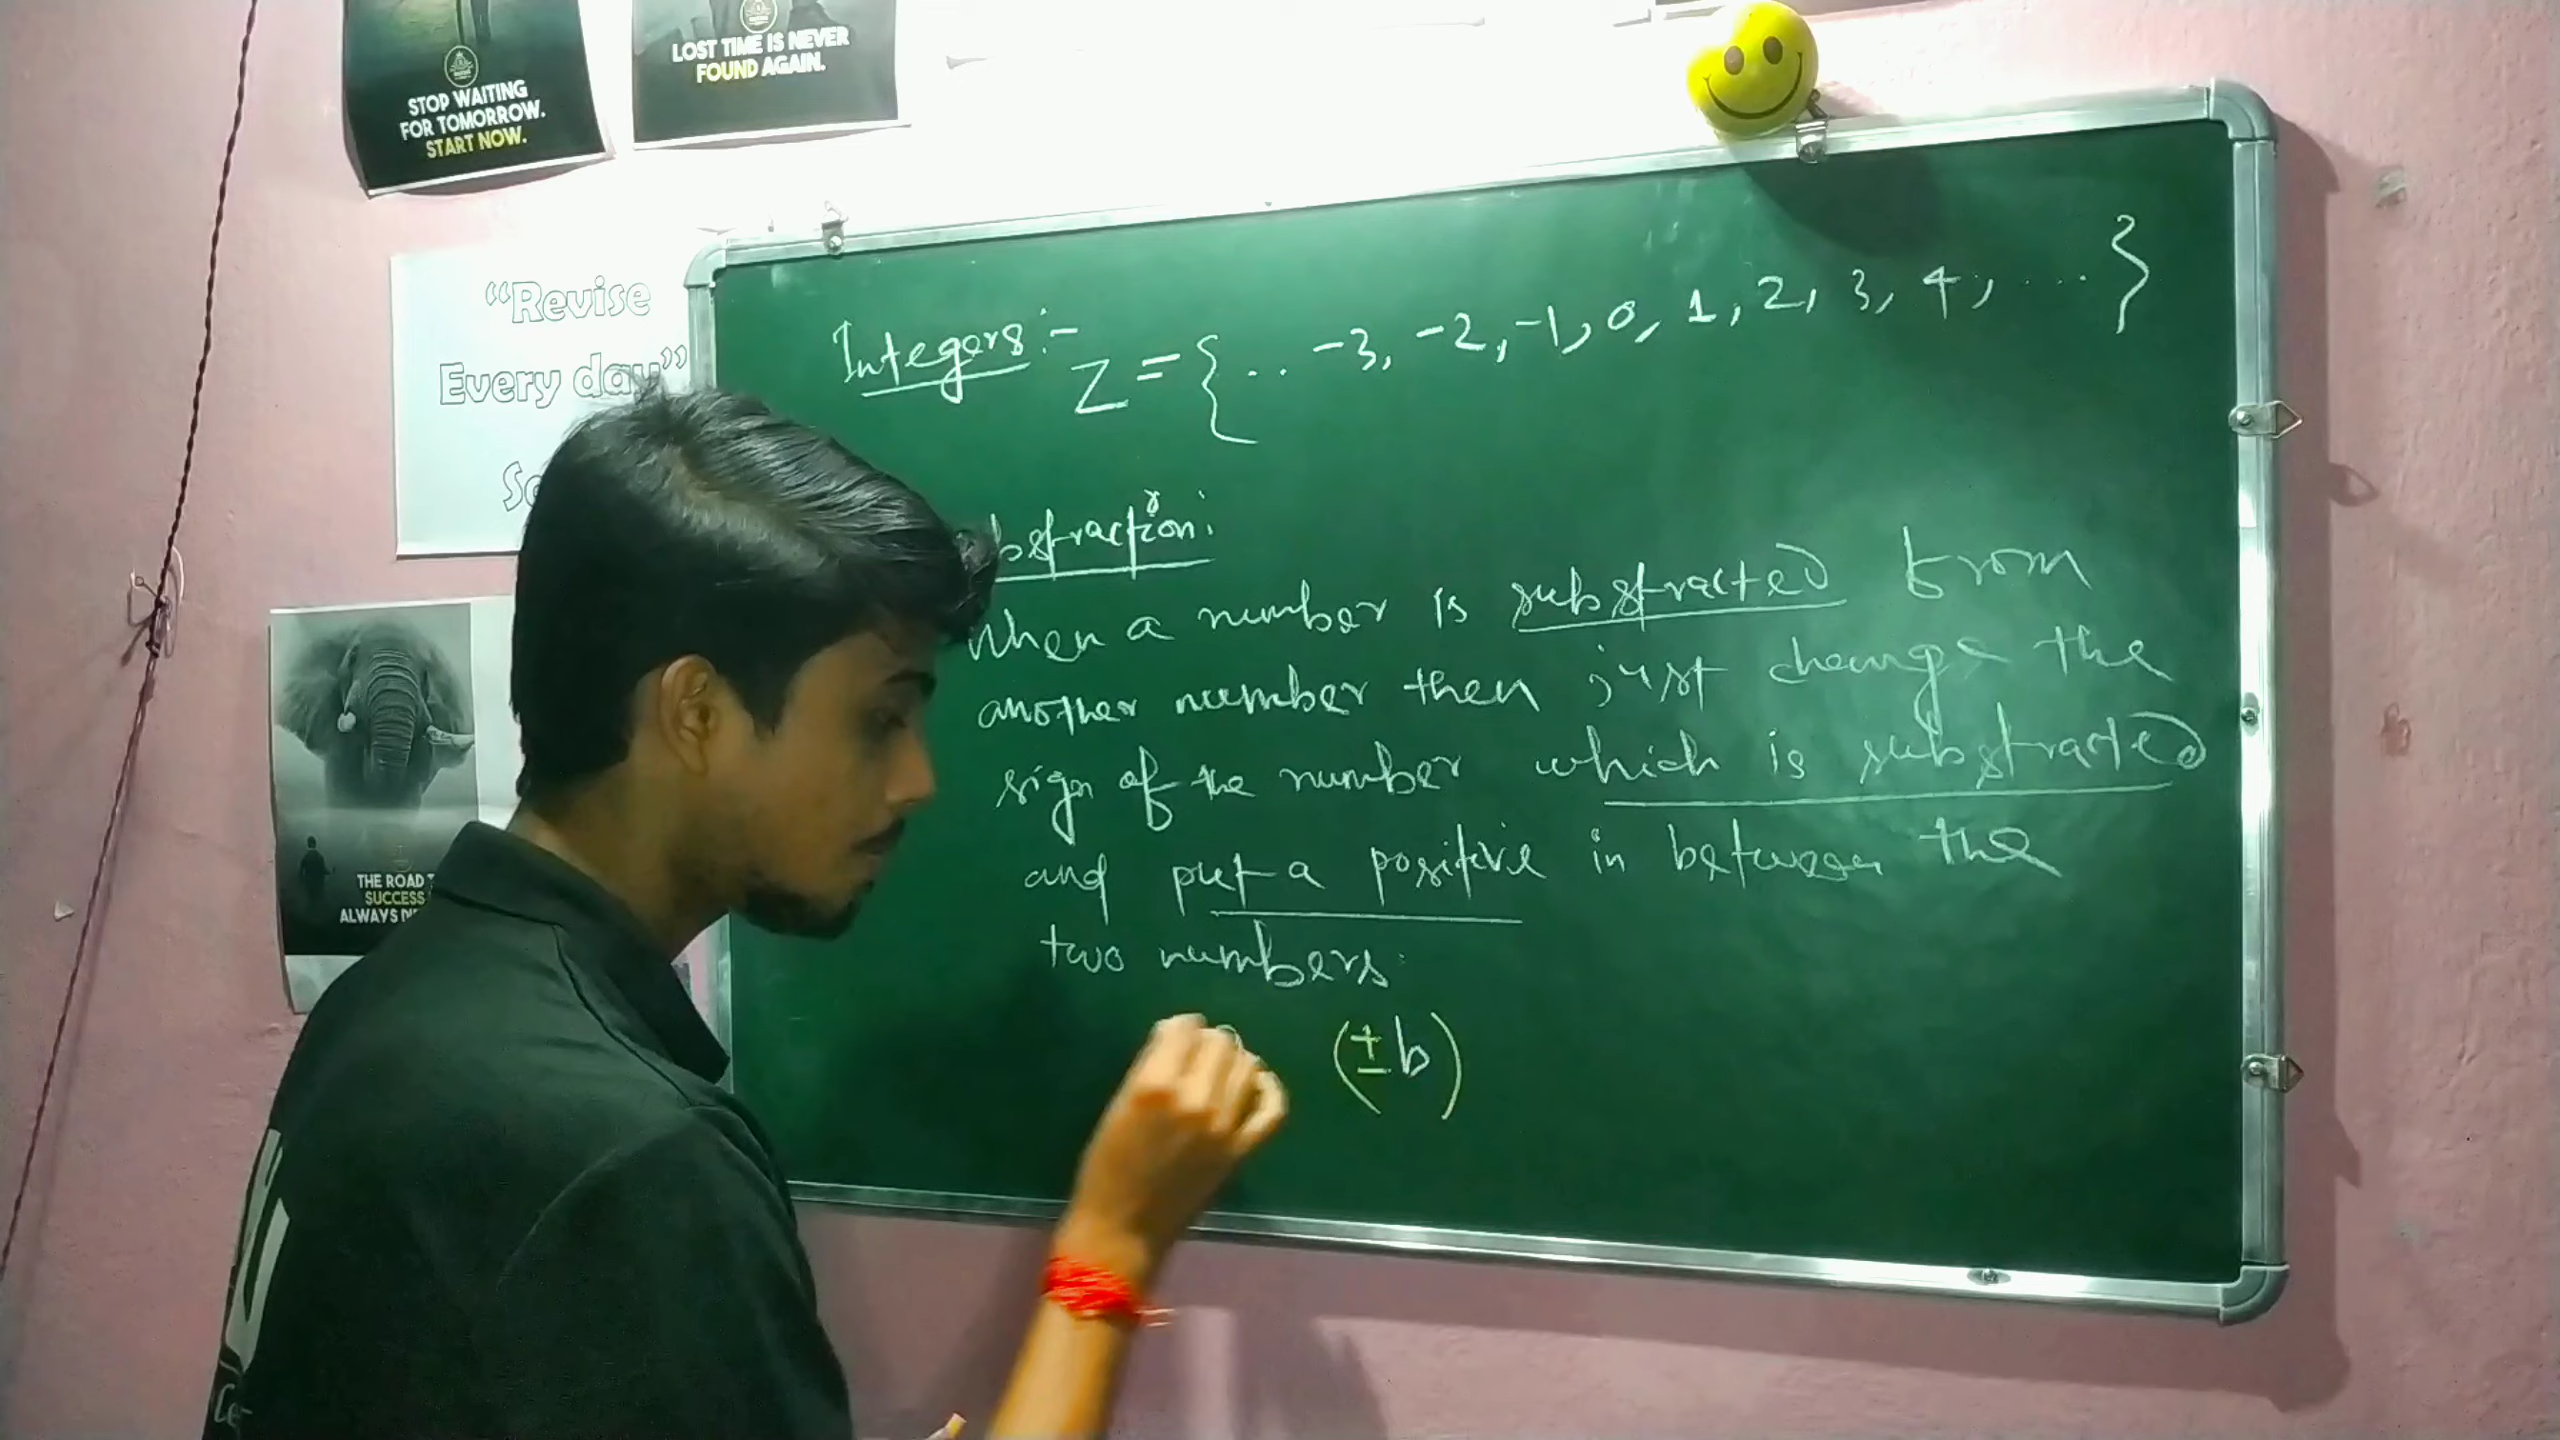 STOP WAITING
FOR TOMORROW.
START NOW.
LOST TIME IS NEVER
FOUND AGAIN.
"Revise
Every day"
So
THE ROAD T
SUCCESS
ALWAYS
Integers:- Z = {.. -3, -2, -1, 0, 1, 2, 3, 4, ....}
bstraction:
When a number is substracted from
another number then just change the
sign of the number which is substracted
and put a positive in between the
two numbers.
(±b)